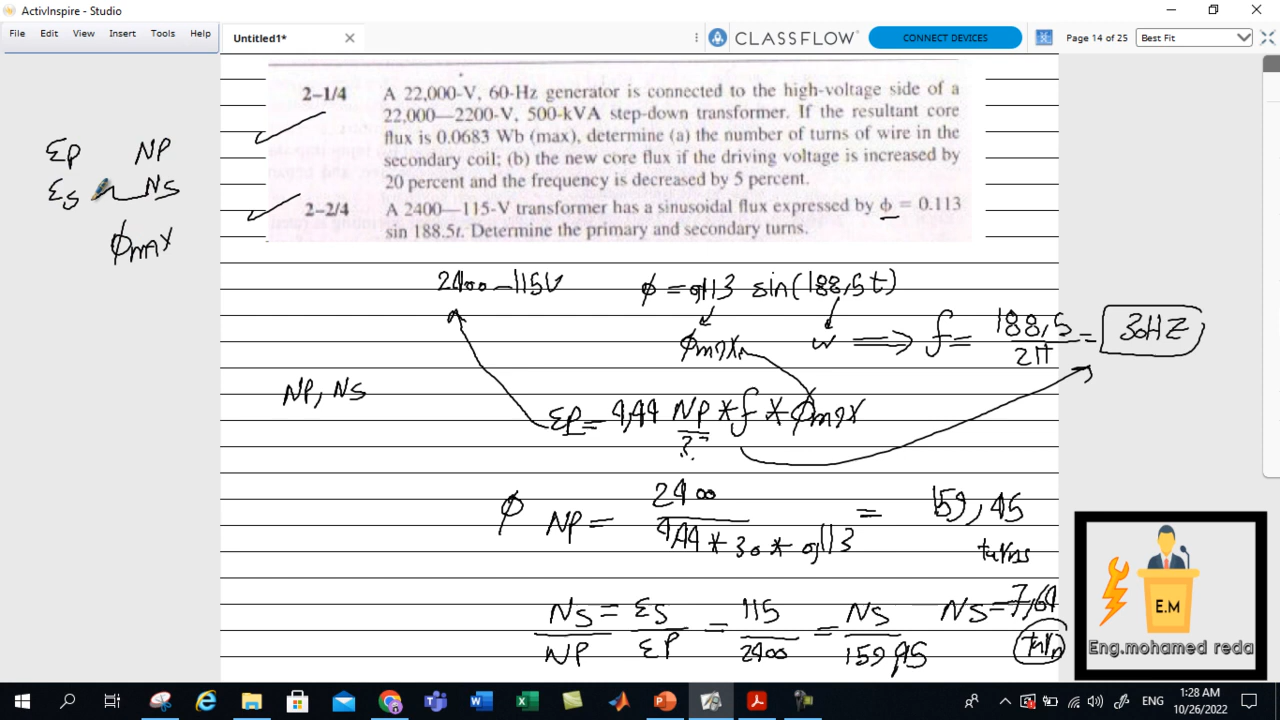 ActivInspire - Studio
File Edit View Insert Tools Help
Untitled1*
CLASSFLOW
CONNECT DEVICES
Page 14 of 25
Best Fit
2–1/4 A 22,000-V, 60-Hz generator is connected to the high-voltage side of a
22,000—2200-V, 500-kVA step-down transformer. If the resultant core
flux is 0.0683 Wb (max), determine (a) the number of turns of wire in the
secondary coil; (b) the new core flux if the driving voltage is increased by
20 percent and the frequency is decreased by 5 percent.
2–2/4 A 2400—115-V transformer has a sinusoidal flux expressed by ϕ = 0.113
sin 188.5t. Determine the primary and secondary turns.
Ep NP
Es Ns
ϕmax
2400 - 115V ϕ = 0,113 sin(188,5t)
ϕmax w ⟹ f = 188,5 / 2π = 30HZ
NP, NS
Ep = 4,44 NP * f * ϕmax
??
ϕ NP = 2400 / 4,44 * 30 * 0,113 = 159,45
turns
NS / NP = ES / EP = 115 / 2400 = NS / 159,45 NS = 7,64
turn
E.M
Eng.mohamed reda
ENG
1:28 AM
10/26/2022